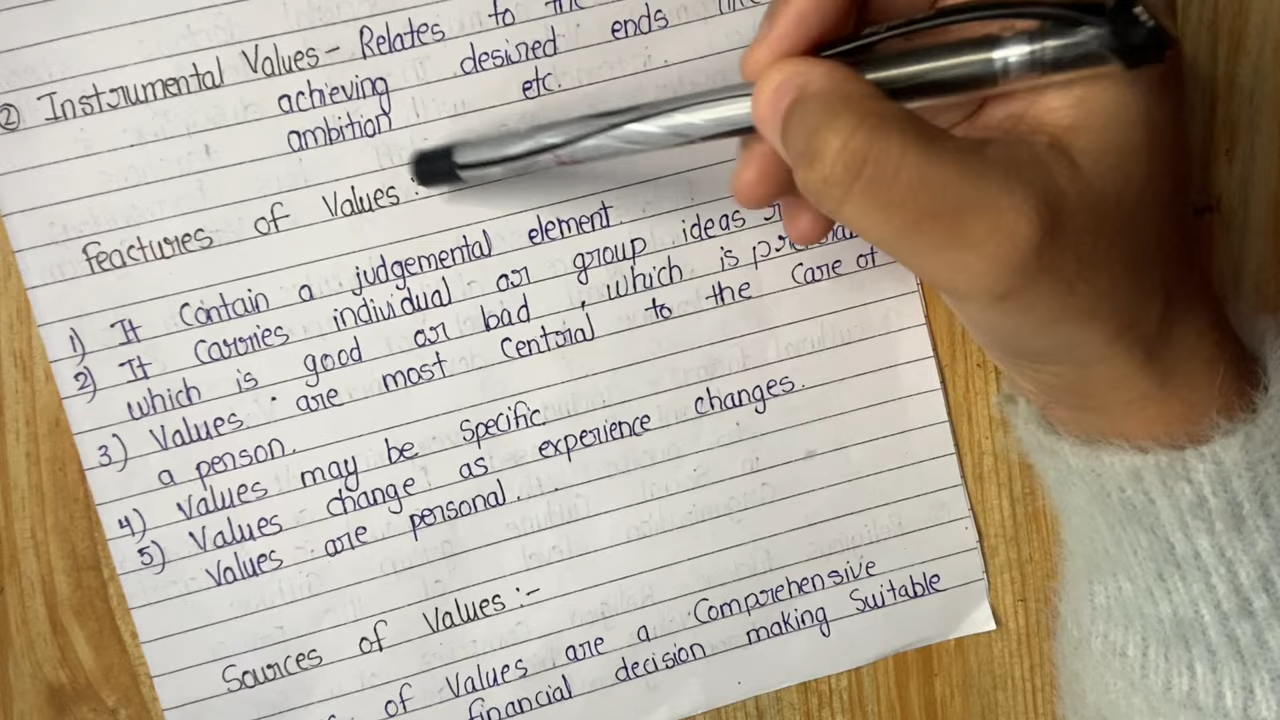 ② Instrumental Values - Relates to the
achieving desired ends
ambition etc.
Feactures of Values :
1) It contain a judgemental element.
2) It carries individual or group ideas
which is good or bad , which is
3) Values are most central to the care of
a person.
4) Values may be specific
5) Values change as experience changes.
Values are personal.
Sources of Values :-
of Values are a Comprehensive
financial decision making Suitable